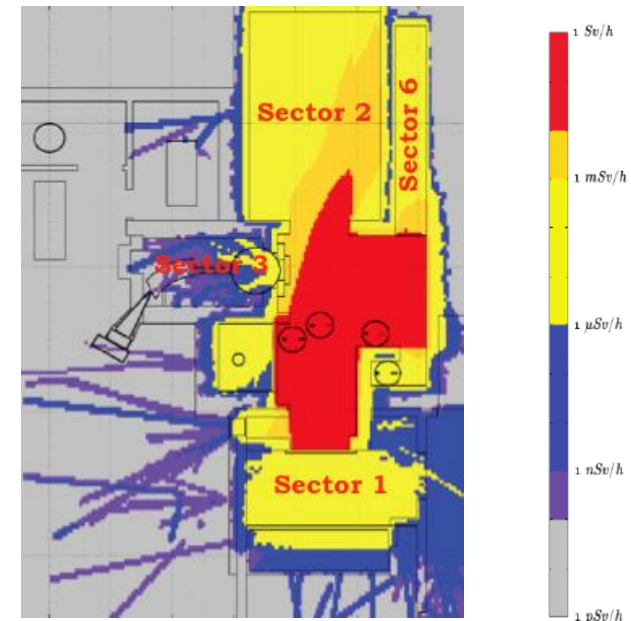 Sector 2
Sector 6
Sector 3
Sector 1
1 Sv/h
1 mSv/h
1 μSv/h
1 nSv/h
1 pSv/h